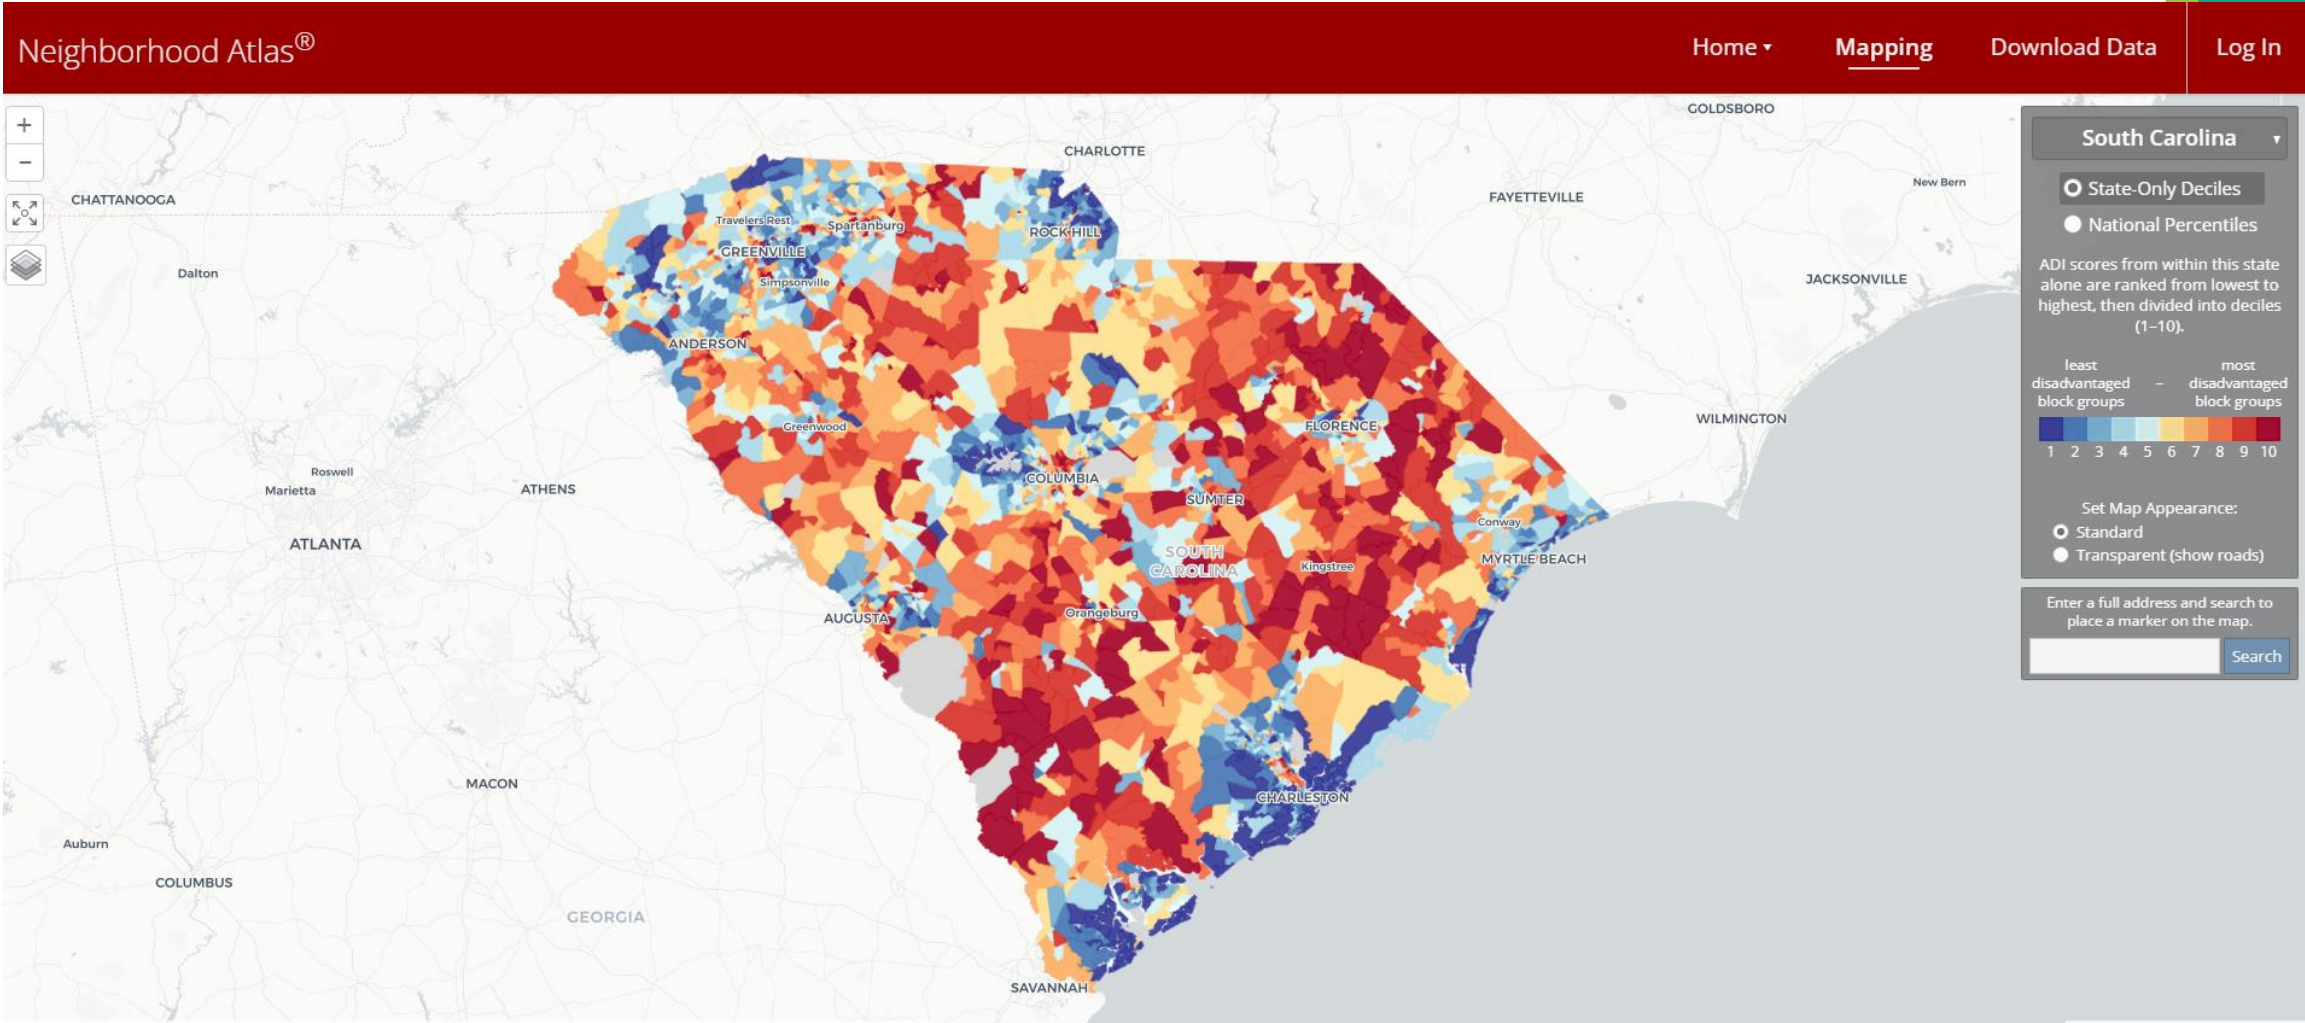 Neighborhood Atlas®
Home ▾
Mapping
Download Data
Log In
+
−
South Carolina ▾
State-Only Deciles
National Percentiles
ADI scores from within this state
alone are ranked from lowest to
highest, then divided into deciles
(1–10).
least
disadvantaged
block groups
–
most
disadvantaged
block groups
1 2 3 4 5 6 7 8 9 10
Set Map Appearance:
Standard
Transparent (show roads)
Enter a full address and search to
place a marker on the map.
Search
GOLDSBORO
CHARLOTTE
New Bern
FAYETTEVILLE
CHATTANOOGA
Travelers Rest
Spartanburg
ROCK HILL
GREENVILLE
Dalton
JACKSONVILLE
Simpsonville
ANDERSON
WILMINGTON
Greenwood
FLORENCE
Roswell
COLUMBIA
Marietta
ATHENS
SUMTER
Conway
ATLANTA
SOUTH
CAROLINA
MYRTLE BEACH
Kingstree
Orangeburg
AUGUSTA
MACON
CHARLESTON
Auburn
COLUMBUS
GEORGIA
SAVANNAH